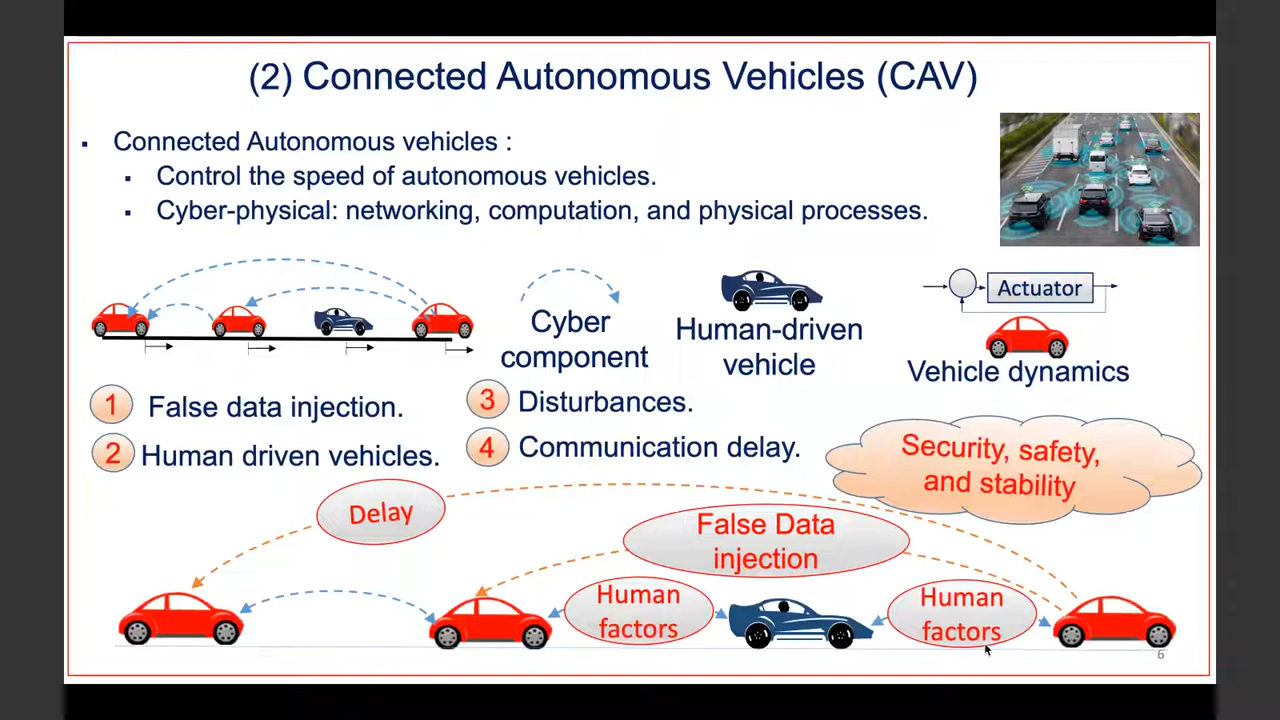 (2) Connected Autonomous Vehicles (CAV)
▪ Connected Autonomous vehicles :
▪ Control the speed of autonomous vehicles.
▪ Cyber-physical: networking, computation, and physical processes.
Cyber
component
Human-driven
vehicle
Actuator
Vehicle dynamics
1 False data injection.
2 Human driven vehicles.
3 Disturbances.
4 Communication delay.
Security, safety,
and stability
Delay
False Data
injection
Human
factors
Human
factors
6